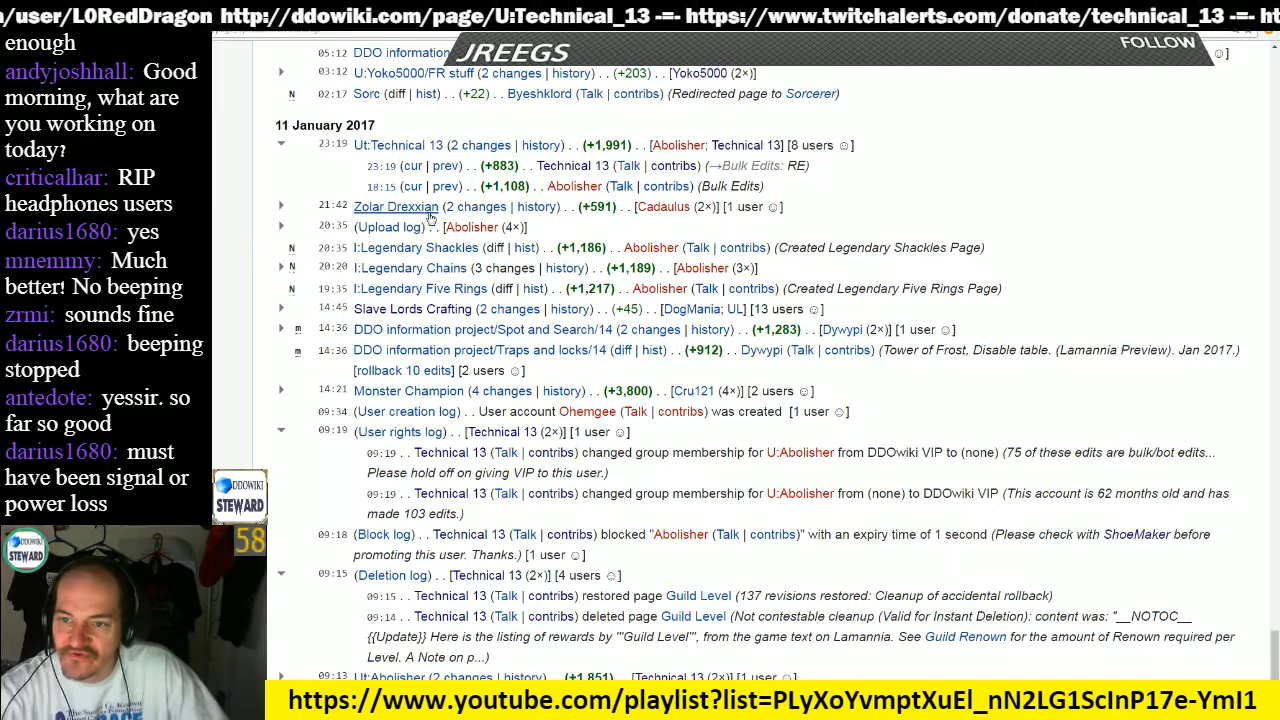 n/user/L0RedDragon http://ddowiki.com/page/U:Technical_13 -=- https://www.twitchalerts.com/donate/technical_13 -=- https
enough
andyjoshhall: Good
morning, what are
you working on
today?
criticalhar: RIP
headphones users
darius1680: yes
mnemmy: Much
better! No beeping
zrmi: sounds fine
darius1680: beeping
stopped
antedote: yessir. so
far so good
darius1680: must
have been signal or
power loss
JREEGS
FOLLOW
05:12 DDO information
03:12 U:Yoko5000/FR stuff (2 changes | history) . . (+203) . . [Yoko5000 (2×)]
N 02:17 Sorc (diff | hist) . . (+22) . . Byeshklord (Talk | contribs) (Redirected page to Sorcerer)
11 January 2017
23:19 Ut:Technical 13 (2 changes | history) . . (+1,991) . . [Abolisher; Technical 13] [8 users ☺]
23:19 (cur | prev) . . (+883) . . Technical 13 (Talk | contribs) (→Bulk Edits: RE)
18:15 (cur | prev) . . (+1,108) . . Abolisher (Talk | contribs) (Bulk Edits)
21:42 Zolar Drexxian (2 changes | history) . . (+591) . . [Cadaulus (2×)] [1 user ☺]
20:35 (Upload log) . . [Abolisher (4×)]
N 20:35 I:Legendary Shackles (diff | hist) . . (+1,186) . . Abolisher (Talk | contribs) (Created Legendary Shackles Page)
N 20:20 I:Legendary Chains (3 changes | history) . . (+1,189) . . [Abolisher (3×)]
N 19:35 I:Legendary Five Rings (diff | hist) . . (+1,217) . . Abolisher (Talk | contribs) (Created Legendary Five Rings Page)
14:45 Slave Lords Crafting (2 changes | history) . . (+45) . . [DogMania; UL] [13 users ☺]
m 14:36 DDO information project/Spot and Search/14 (2 changes | history) . . (+1,283) . . [Dywypi (2×)] [1 user ☺]
m 14:36 DDO information project/Traps and locks/14 (diff | hist) . . (+912) . . Dywypi (Talk | contribs) (Tower of Frost, Disable table. (Lamannia Preview). Jan 2017.)
[rollback 10 edits] [2 users ☺]
14:21 Monster Champion (4 changes | history) . . (+3,800) . . [Cru121 (4×)] [2 users ☺]
09:34 (User creation log) . . User account Ohemgee (Talk | contribs) was created [1 user ☺]
09:19 (User rights log) . . [Technical 13 (2×)] [1 user ☺]
09:19 . . Technical 13 (Talk | contribs) changed group membership for U:Abolisher from DDOwiki VIP to (none) (75 of these edits are bulk/bot edits...
Please hold off on giving VIP to this user.)
09:19 . . Technical 13 (Talk | contribs) changed group membership for U:Abolisher from (none) to DDOwiki VIP (This account is 62 months old and has
made 103 edits.)
09:18 (Block log) . . Technical 13 (Talk | contribs) blocked "Abolisher (Talk | contribs)" with an expiry time of 1 second (Please check with ShoeMaker before
promoting this user. Thanks.) [1 user ☺]
09:15 (Deletion log) . . [Technical 13 (2×)] [4 users ☺]
09:15 . . Technical 13 (Talk | contribs) restored page Guild Level (137 revisions restored: Cleanup of accidental rollback)
09:14 . . Technical 13 (Talk | contribs) deleted page Guild Level (Not contestable cleanup (Valid for Instant Deletion): content was: "__NOTOC__
{{Update}} Here is the listing of rewards by '''Guild Level''', from the game text on Lamannia. See Guild Renown for the amount of Renown required per
Level. A Note on p...)
09:13 Ut:Abolisher (2 changes | history) . . (+1,851) . . [Technical 13 (2×)] [1 user ☺]
DDOWIKI
STEWARD
58
DDOWIKI
STEWARD
https://www.youtube.com/playlist?list=PLyXoYvmptXuEl_nN2LG1ScInP17e-YmI1